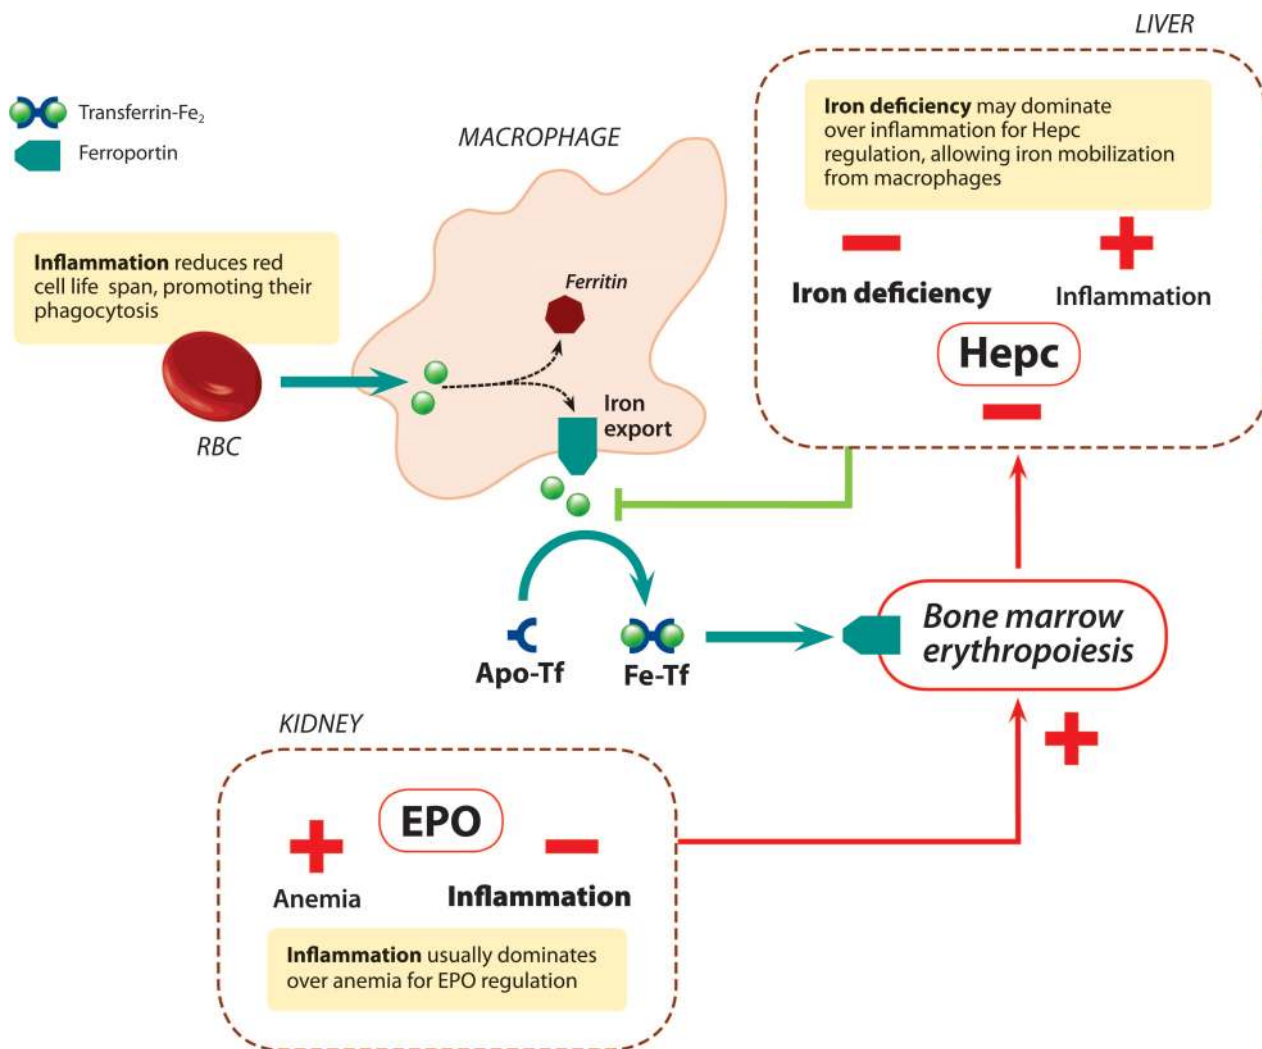 LIVER
Transferrin-Fe₂
Ferroportin
MACROPHAGE
Iron deficiency may dominate
over inflammation for Hepc
regulation, allowing iron mobilization
from macrophages
Inflammation reduces red
cell life span, promoting their
phagocytosis
Iron deficiency
Inflammation
Hepc
Ferritin
Iron
export
RBC
Apo-Tf
Fe-Tf
Bone marrow
erythropoiesis
KIDNEY
EPO
Anemia
Inflammation
Inflammation usually dominates
over anemia for EPO regulation